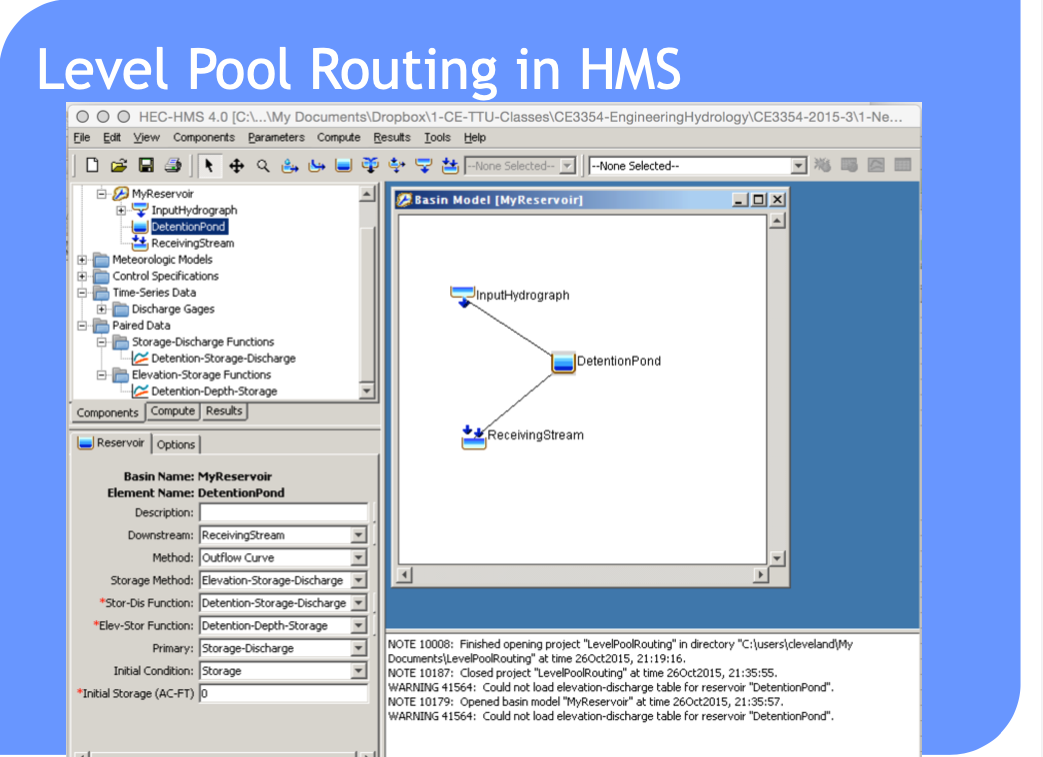 Level Pool Routing in HMS
HEC-HMS 4.0 [C:\...\My Documents\Dropbox\1-CE-TTU-Classes\CE3354-EngineeringHydrology\CE3354-2015-3\1-Ne...
File Edit View Components Parameters Compute Results Tools Help
--None Selected-- --None Selected--
MyReservoir
InputHydrograph
DetentionPond
ReceivingStream
Meteorologic Models
Control Specifications
Time-Series Data
Discharge Gages
Paired Data
Storage-Discharge Functions
Detention-Storage-Discharge
Elevation-Storage Functions
Detention-Depth-Storage
Components Compute Results
Basin Model [MyReservoir]
InputHydrograph
DetentionPond
ReceivingStream
Reservoir Options
Basin Name: MyReservoir
Element Name: DetentionPond
Description:
Downstream: ReceivingStream
Method: Outflow Curve
Storage Method: Elevation-Storage-Discharge
*Stor-Dis Function: Detention-Storage-Discharge
*Elev-Stor Function: Detention-Depth-Storage
Primary: Storage-Discharge
Initial Condition: Storage
*Initial Storage (AC-FT) 0
NOTE 10008: Finished opening project "LevelPoolRouting" in directory "C:\users\cleveland\My
Documents\LevelPoolRouting" at time 26Oct2015, 21:19:16.
NOTE 10187: Closed project "LevelPoolRouting" at time 26Oct2015, 21:35:55.
WARNING 41564: Could not load elevation-discharge table for reservoir "DetentionPond".
NOTE 10179: Opened basin model "MyReservoir" at time 26Oct2015, 21:35:57.
WARNING 41564: Could not load elevation-discharge table for reservoir "DetentionPond".